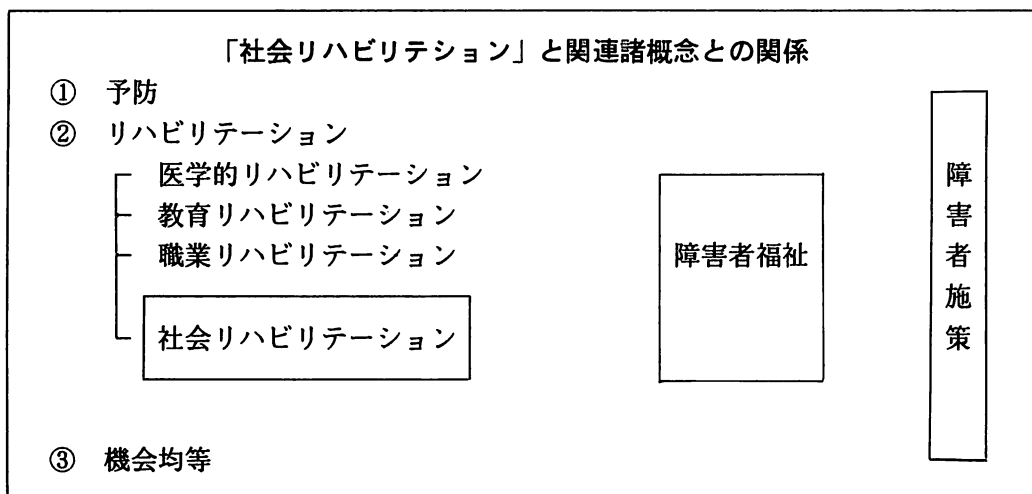 「社会リハビリテション」と関連諸概念との関係
① 予防
② リハビリテーション
医学的リハビリテーション
教育リハビリテーション
職業リハビリテーション
社会リハビリテーション
③ 機会均等
障害者福祉
障害者施策